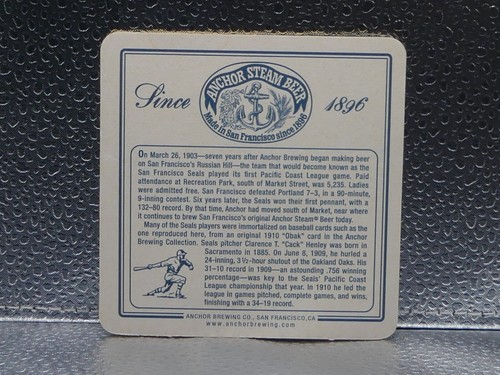 Since
ANCHOR STEAM BEER
Made in San Francisco since 1896
1896
On March 26, 1903—seven years after Anchor Brewing began making beer
on San Francisco's Russian Hill—the team that would become known as the
San Francisco Seals played its first Pacific Coast League game. Paid
attendance at Recreation Park, south of Market Street, was 5,235. Ladies
were admitted free. San Francisco defeated Portland 7–3, in a 90-minute,
9-inning contest. Six years later, the Seals won their first pennant, with a
132–80 record. By that time, Anchor had moved south of Market, near where
it continues to brew San Francisco's original Anchor Steam® Beer today.
Many of the Seals players were immortalized on baseball cards such as the
one reproduced here, from an original 1910 "Obak" card in the Anchor
Brewing Collection. Seals pitcher Clarence T. "Cack" Henley was born in
Sacramento in 1885. On June 8, 1909, he hurled a
24-inning, 3½-hour shutout of the Oakland Oaks. His
31–10 record in 1909—an astounding .756 winning
percentage—was key to the Seals' Pacific Coast
League championship that year. In 1910 he led the
league in games pitched, complete games, and wins,
finishing with a 34–19 record.
ANCHOR BREWING CO., SAN FRANCISCO, CA
www.anchorbrewing.com